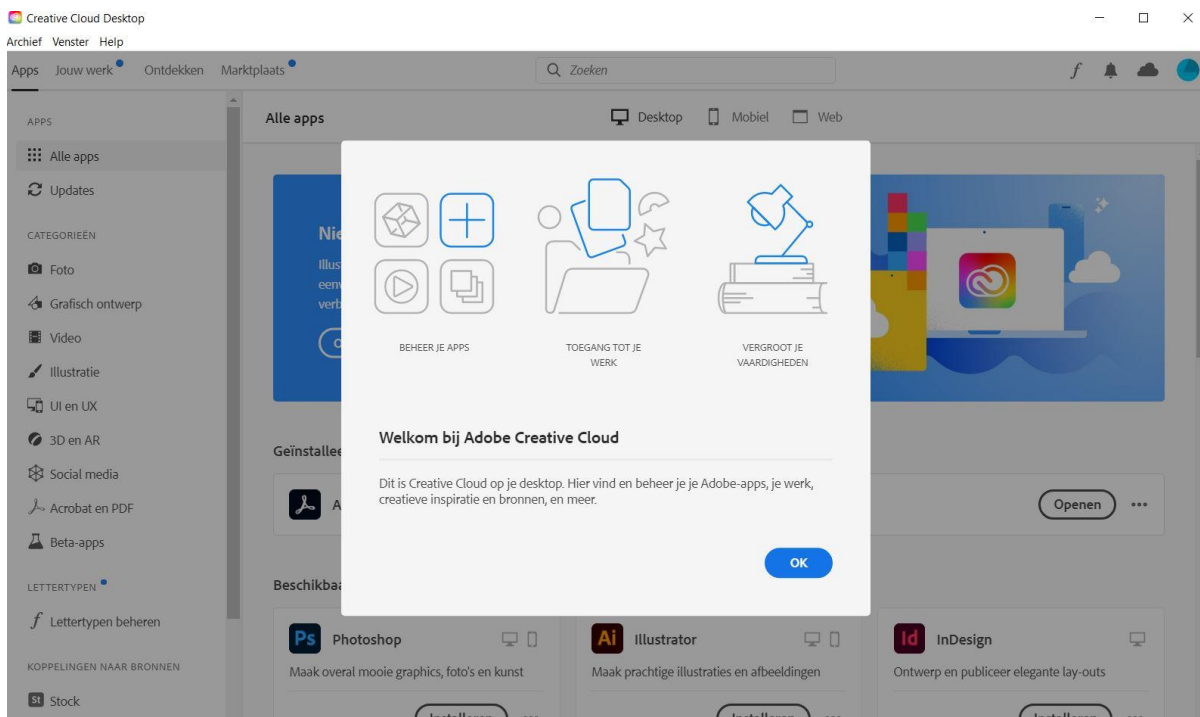 Creative Cloud Desktop
Archief Venster Help
Apps Jouw werk Ontdekken Marktplaats Zoeken
APPS
Alle apps
Updates
CATEGORIEËN
Foto
Grafisch ontwerp
Video
Illustratie
UI en UX
3D en AR
Social media
Acrobat en PDF
Beta-apps
LETTERTYPEN
Lettertypen beheren
KOPPELINGEN NAAR BRONNEN
St Stock
Alle apps Desktop Mobiel Web
BEHEER JE APPS
TOEGANG TOT JE
WERK
VERGROOT JE
VAARDIGHEDEN
Welkom bij Adobe Creative Cloud
Dit is Creative Cloud op je desktop. Hier vind en beheer je je Adobe-apps, je werk,
creatieve inspiratie en bronnen, en meer.
OK
Openen
Ps Photoshop
Maak overal mooie graphics, foto's en kunst
Ai Illustrator
Maak prachtige illustraties en afbeeldingen
Id InDesign
Ontwerp en publiceer elegante lay-outs